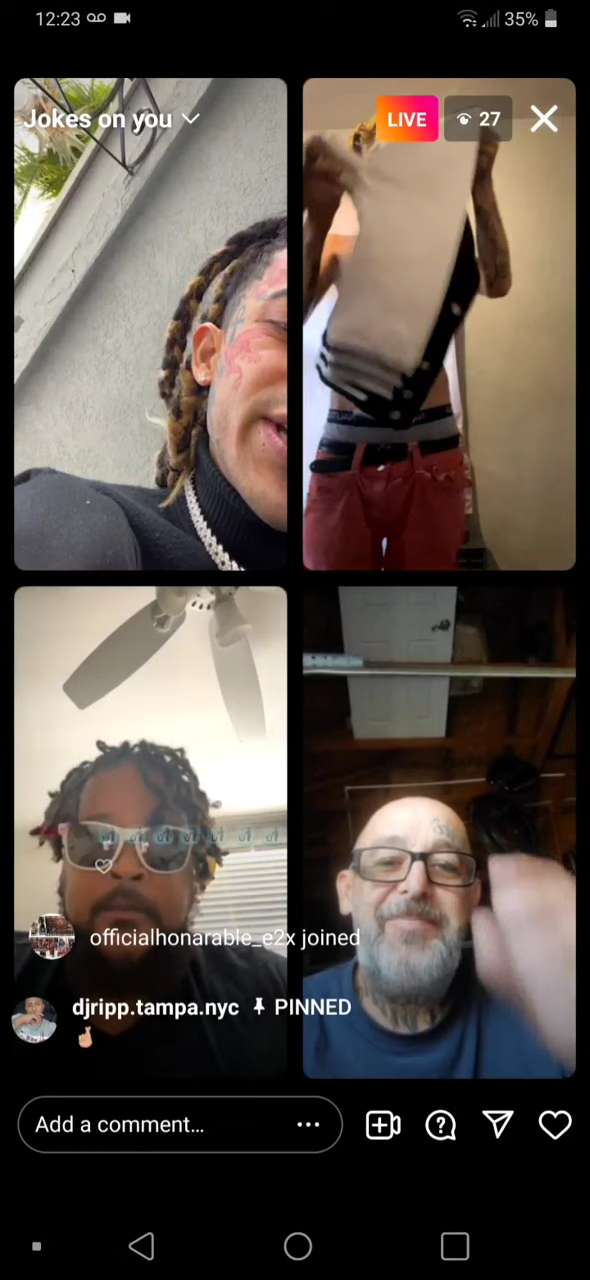 12:23
35%
Jokes on you
LIVE
27
officialhonarable_e2x joined
djripp.tampa.nyc PINNED
🤞🏼
Add a comment...